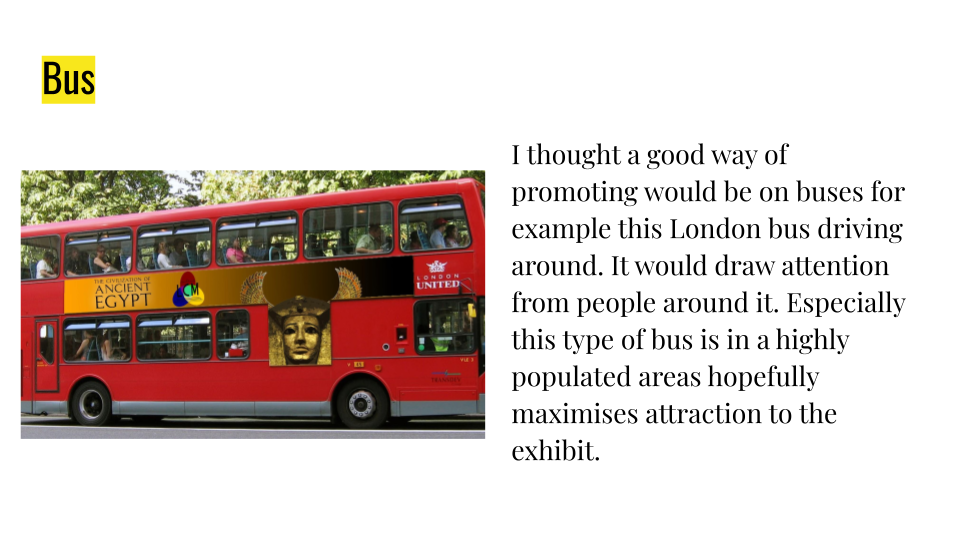 Bus
I thought a good way of
promoting would be on buses for
example this London bus driving
around. It would draw attention
from people around it. Especially
this type of bus is in a highly
populated areas hopefully
maximises attraction to the
exhibit.
THE CIVILIZATION OF
ANCIENT
EGYPT
LCM
LONDON
UNITED